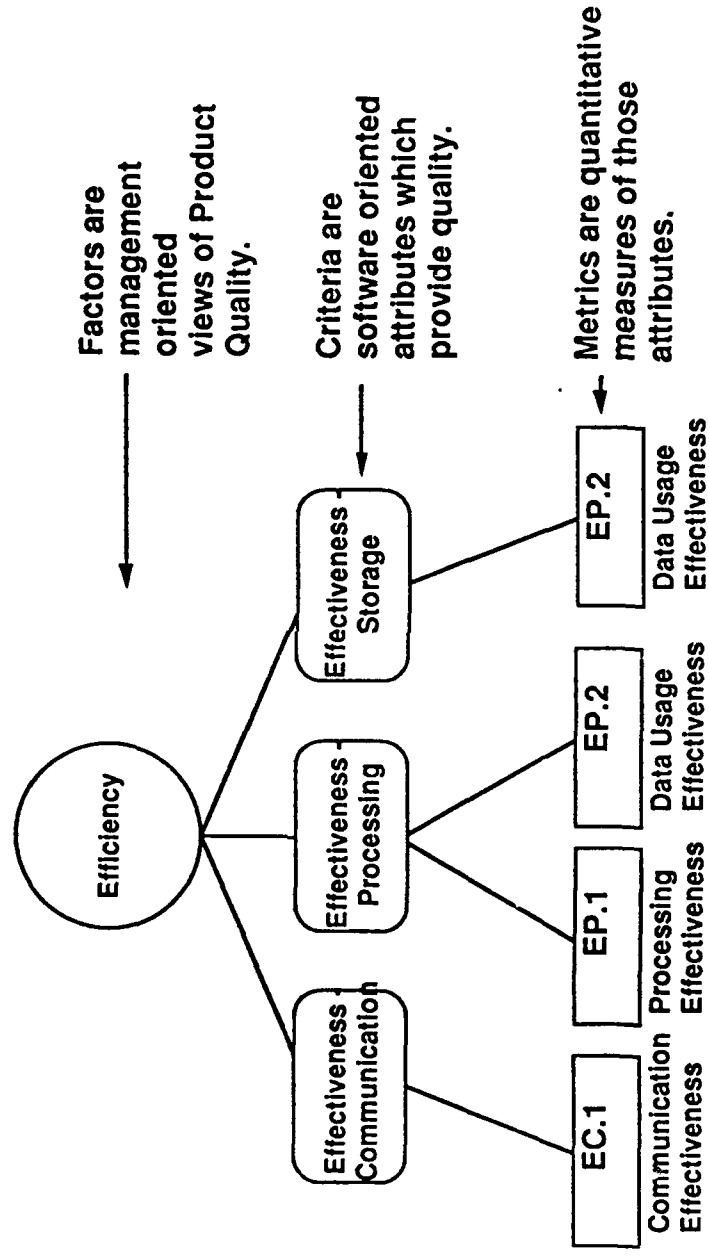 Efficiency
Factors are
management
oriented
views of Product
Quality.
Effectiveness -
Communication
Effectiveness -
Processing
Effectiveness -
Storage
Criteria are
software oriented
attributes which
provide quality.
EC.1
Communication
Effectiveness
EP.1
Processing
Effectiveness
EP.2
Data Usage
Effectiveness
EP.2
Data Usage
Effectiveness
Metrics are quantitative
measures of those
attributes.